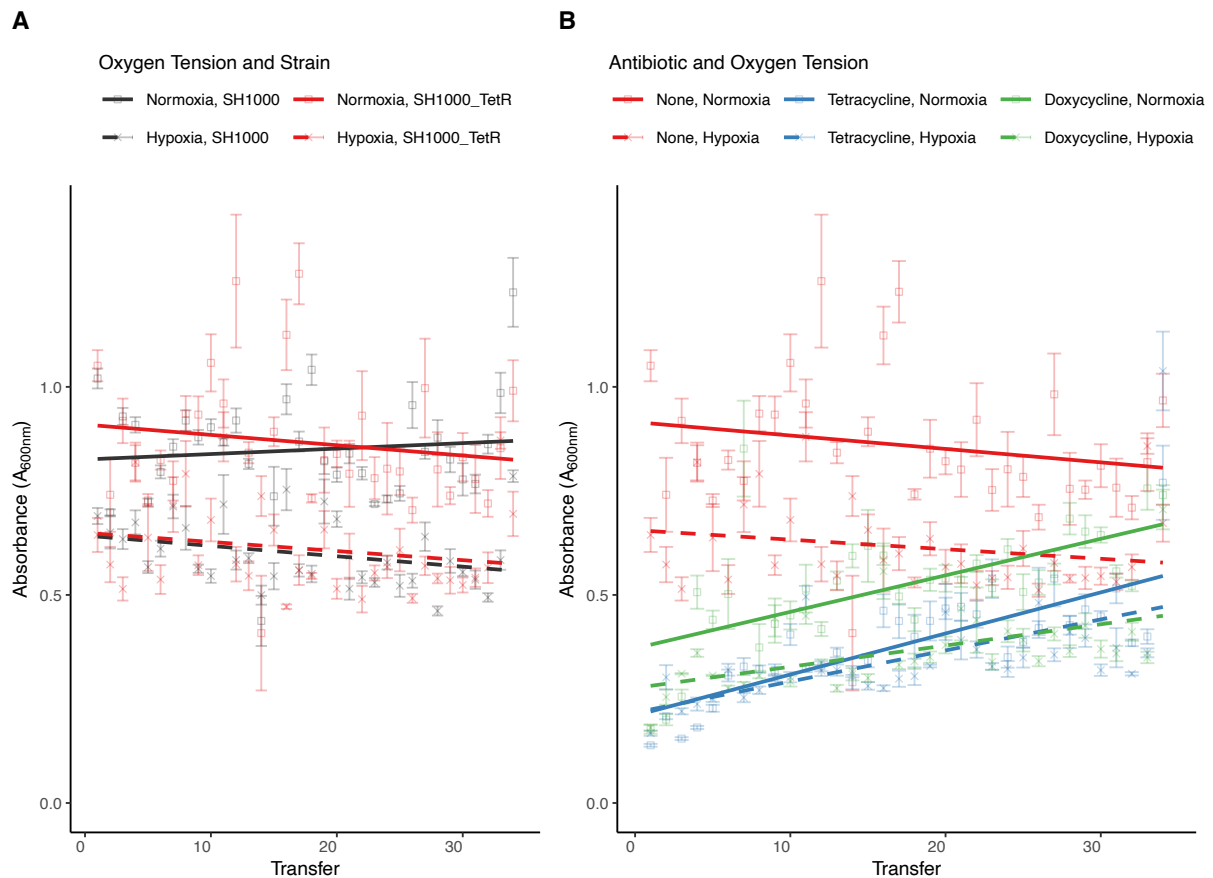 A
Oxygen Tension and Strain
Normoxia, SH1000 Normoxia, SH1000_TetR
Hypoxia, SH1000 Hypoxia, SH1000_TetR
1.0
0.5
0.0
0 10 20 30
Transfer
Absorbance (A600nm)
B
Antibiotic and Oxygen Tension
None, Normoxia Tetracycline, Normoxia Doxycycline, Normoxia
None, Hypoxia Tetracycline, Hypoxia Doxycycline, Hypoxia
1.0
0.5
0.0
0 10 20 30
Transfer
Absorbance (A600nm)